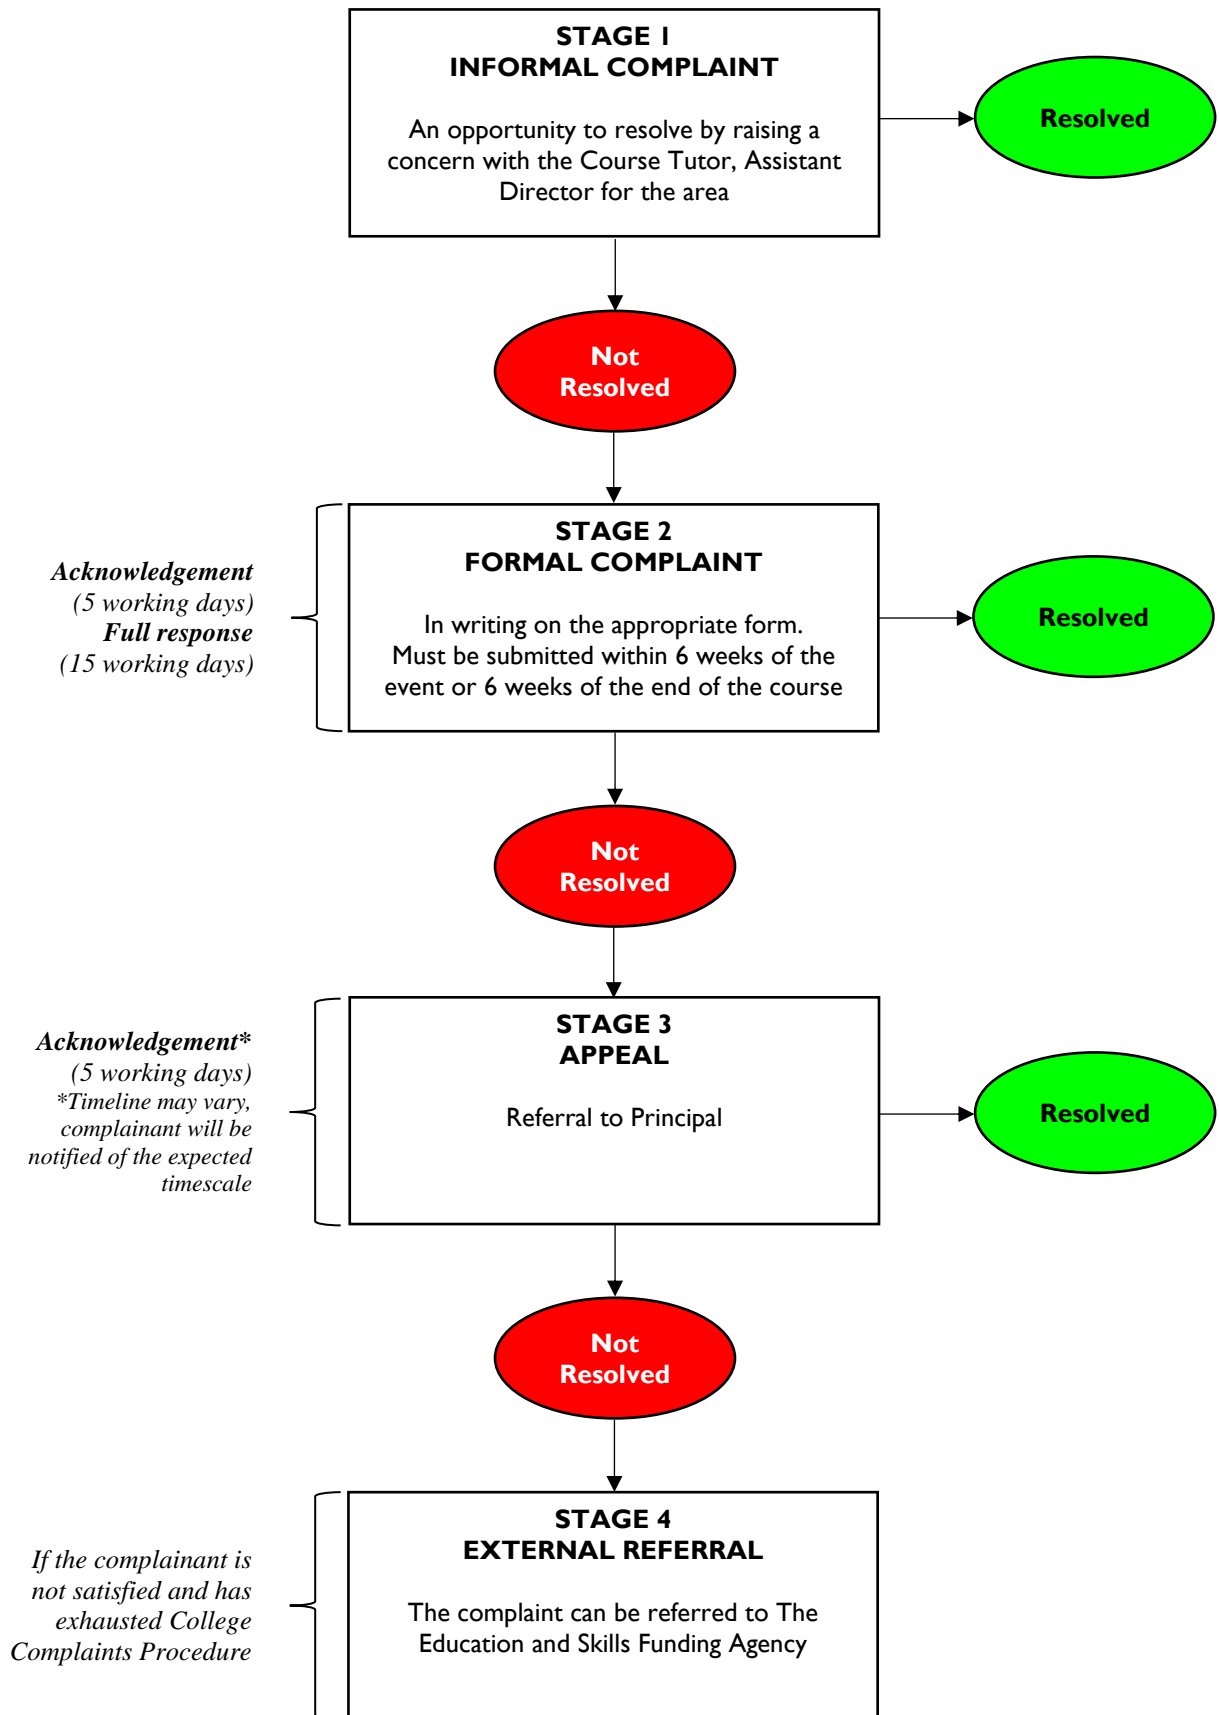 STAGE 1
INFORMAL COMPLAINT
An opportunity to resolve by raising a
concern with the Course Tutor, Assistant
Director for the area
Resolved
Not
Resolved
Acknowledgement
(5 working days)
Full response
(15 working days)
STAGE 2
FORMAL COMPLAINT
In writing on the appropriate form.
Must be submitted within 6 weeks of the
event or 6 weeks of the end of the course
Resolved
Not
Resolved
Acknowledgement*
(5 working days)
*Timeline may vary,
complainant will be
notified of the expected
timescale
STAGE 3
APPEAL
Referral to Principal
Resolved
Not
Resolved
If the complainant is
not satisfied and has
exhausted College
Complaints Procedure
STAGE 4
EXTERNAL REFERRAL
The complaint can be referred to The
Education and Skills Funding Agency